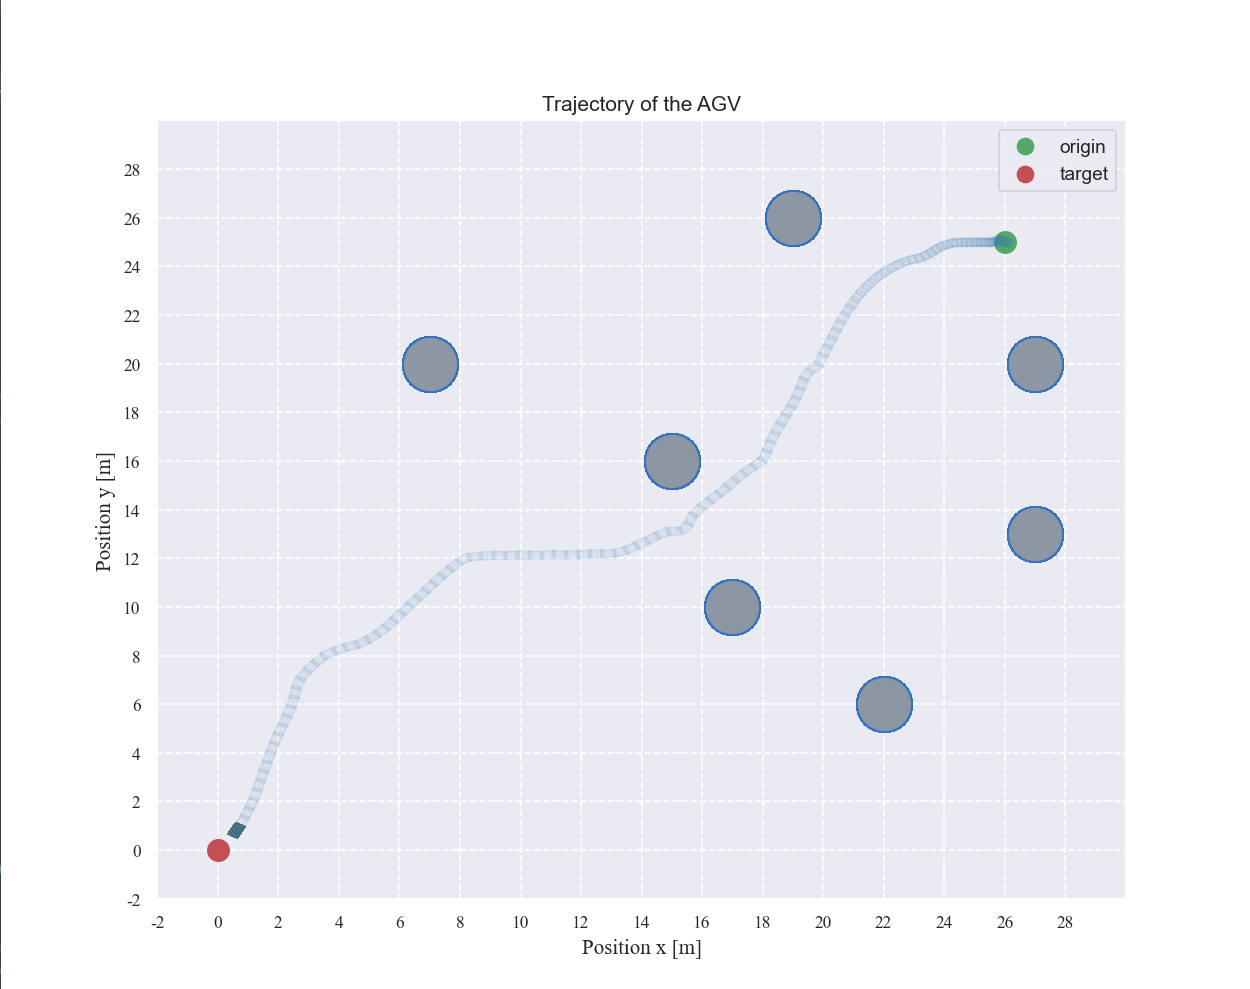 Trajectory of the AGV
origin
target
28
26
24
22
20
18
16
14
12
10
8
6
4
2
0
-2
Position y [m]
-2 0 2 4 6 8 10 12 14 16 18 20 22 24 26 28
Position x [m]